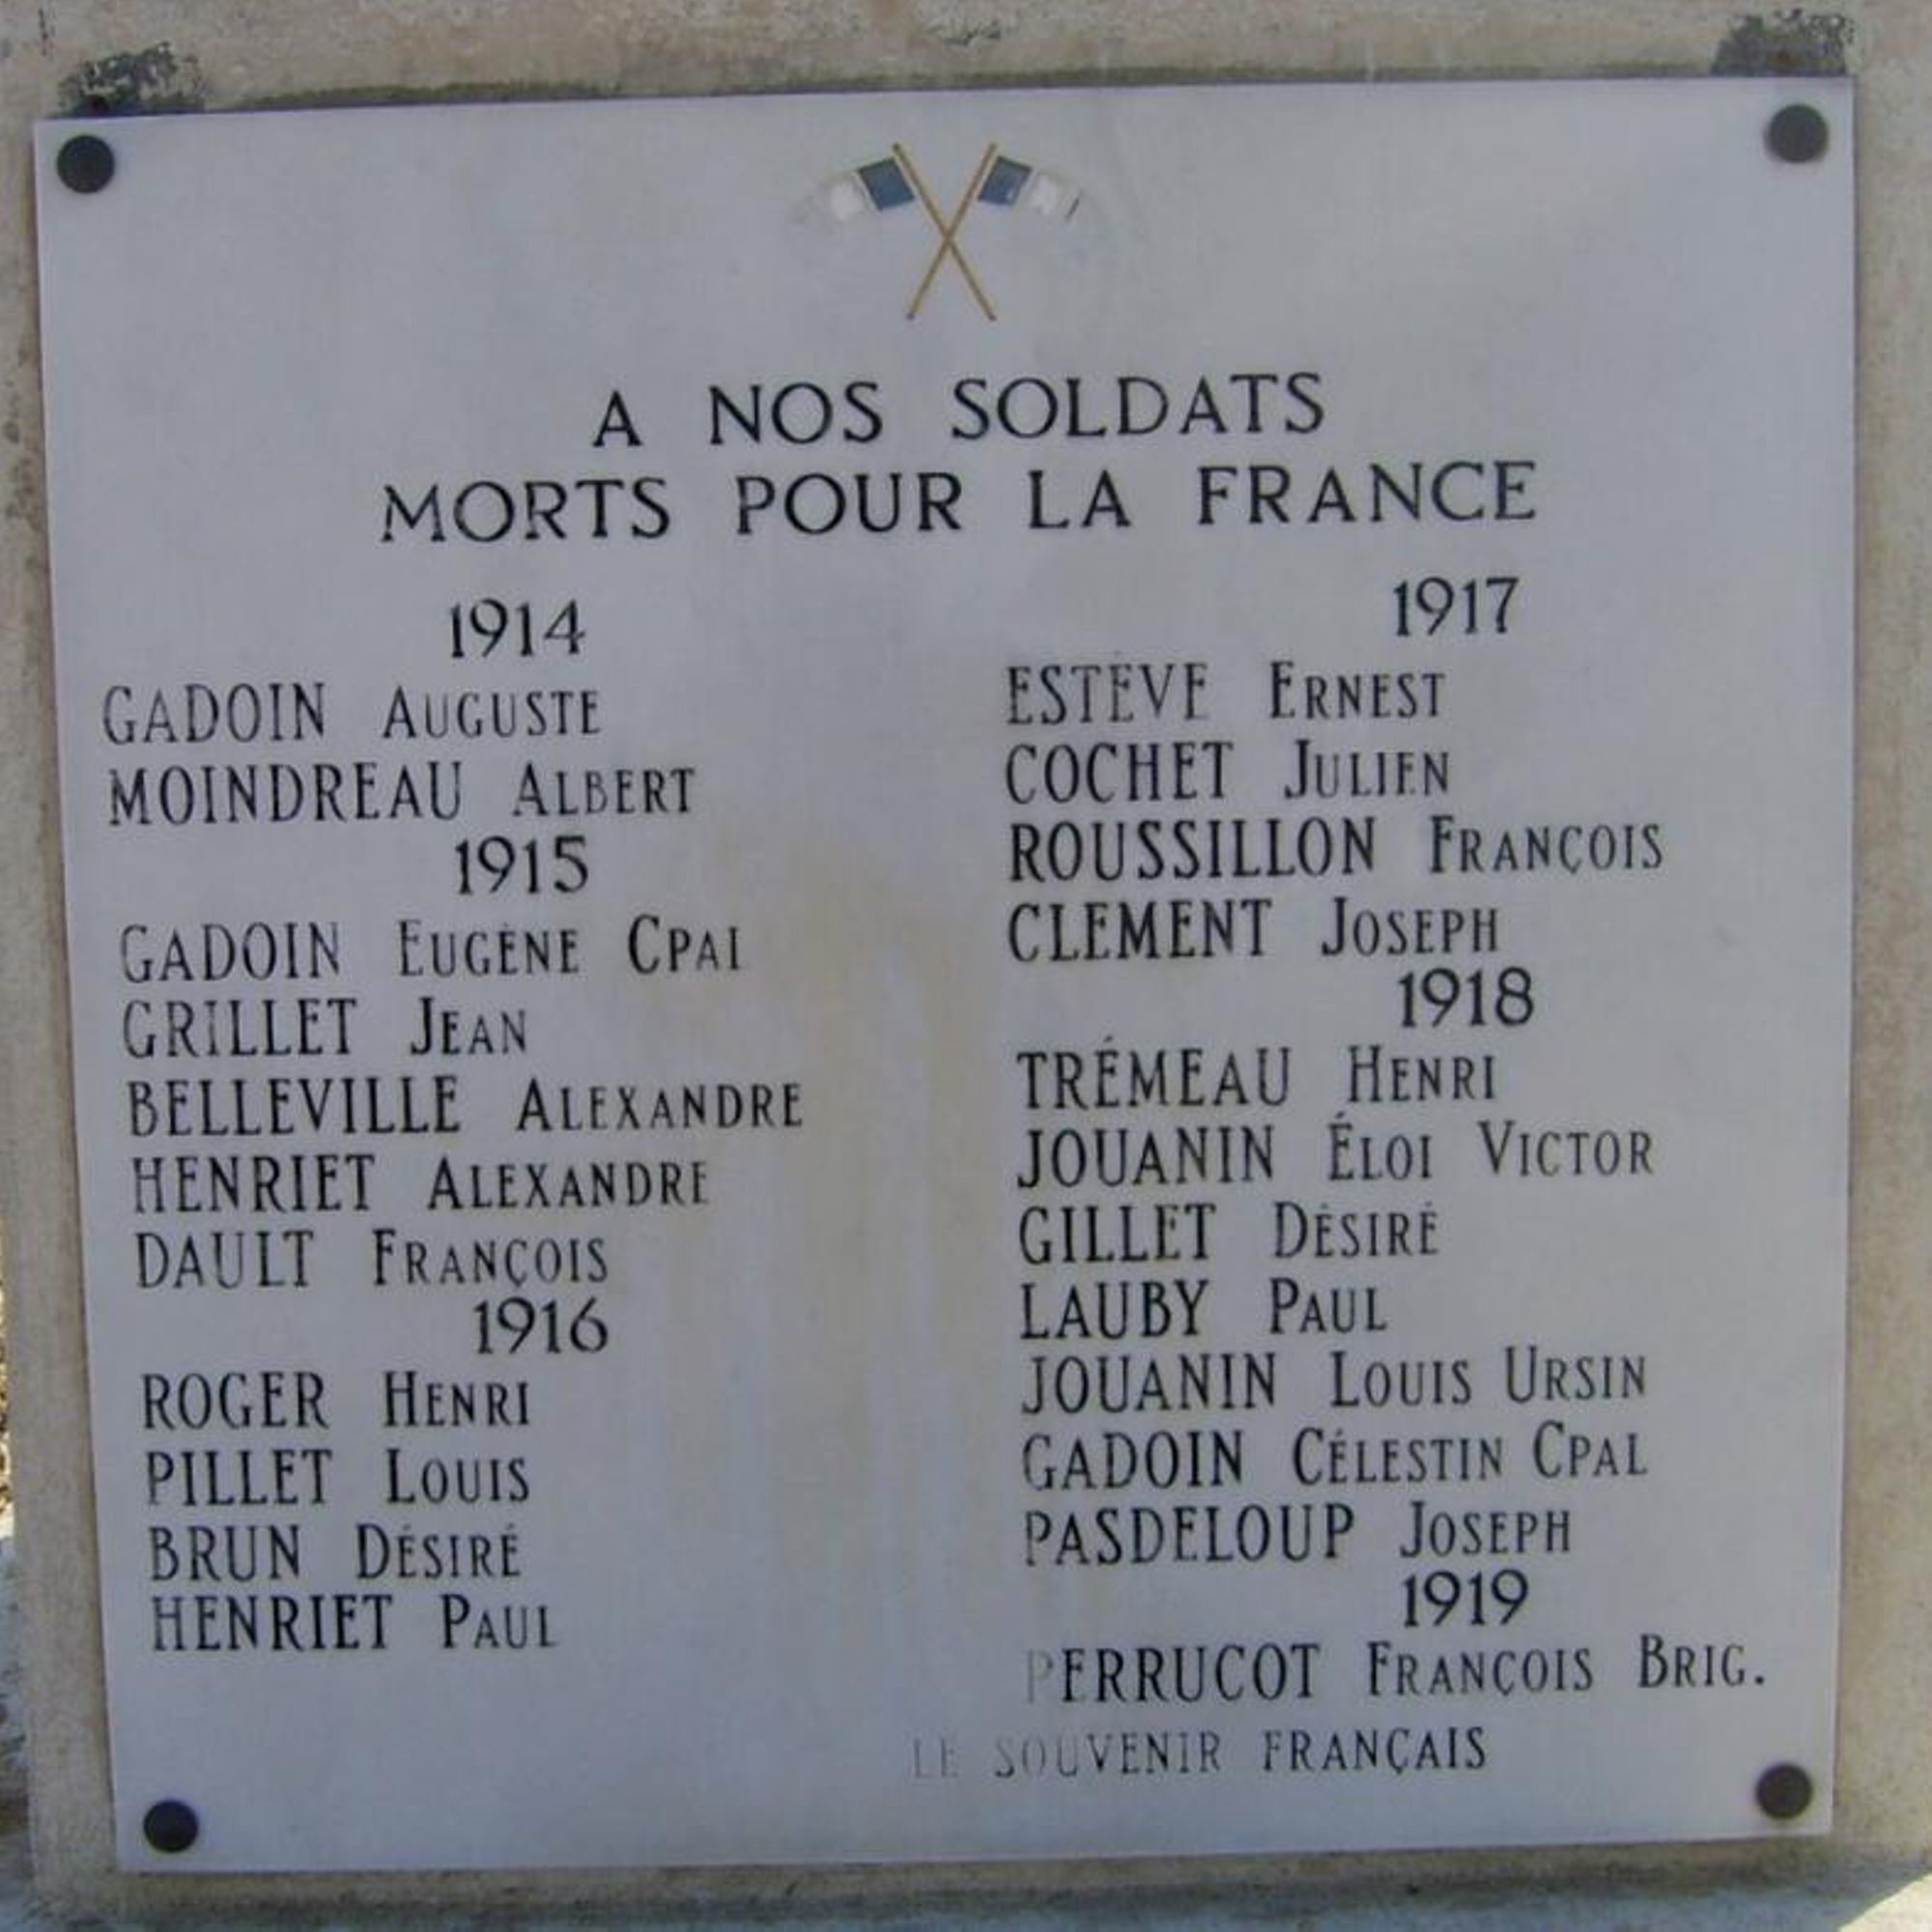 A NOS SOLDATS
MORTS POUR LA FRANCE
1914
GADOIN AUGUSTE
MOINDREAU ALBERT
1915
GADOIN EUGÈNE CPAL
GRILLET JEAN
BELLEVILLE ALEXANDRE
HENRIET ALEXANDRE
DAULT FRANÇOIS
1916
ROGER HENRI
PILLET LOUIS
BRUN DÉSIRÉ
HENRIET PAUL
1917
ESTÈVE ERNEST
COCHET JULIEN
ROUSSILLON FRANÇOIS
CLEMENT JOSEPH
1918
TRÉMEAU HENRI
JOUANIN ÉLOI VICTOR
GILLET DÉSIRÉ
LAUBY PAUL
JOUANIN LOUIS URSIN
GADOIN CÉLESTIN CPAL
PASDELOUP JOSEPH
1919
PERRUCOT FRANÇOIS BRIG.
LE SOUVENIR FRANÇAIS